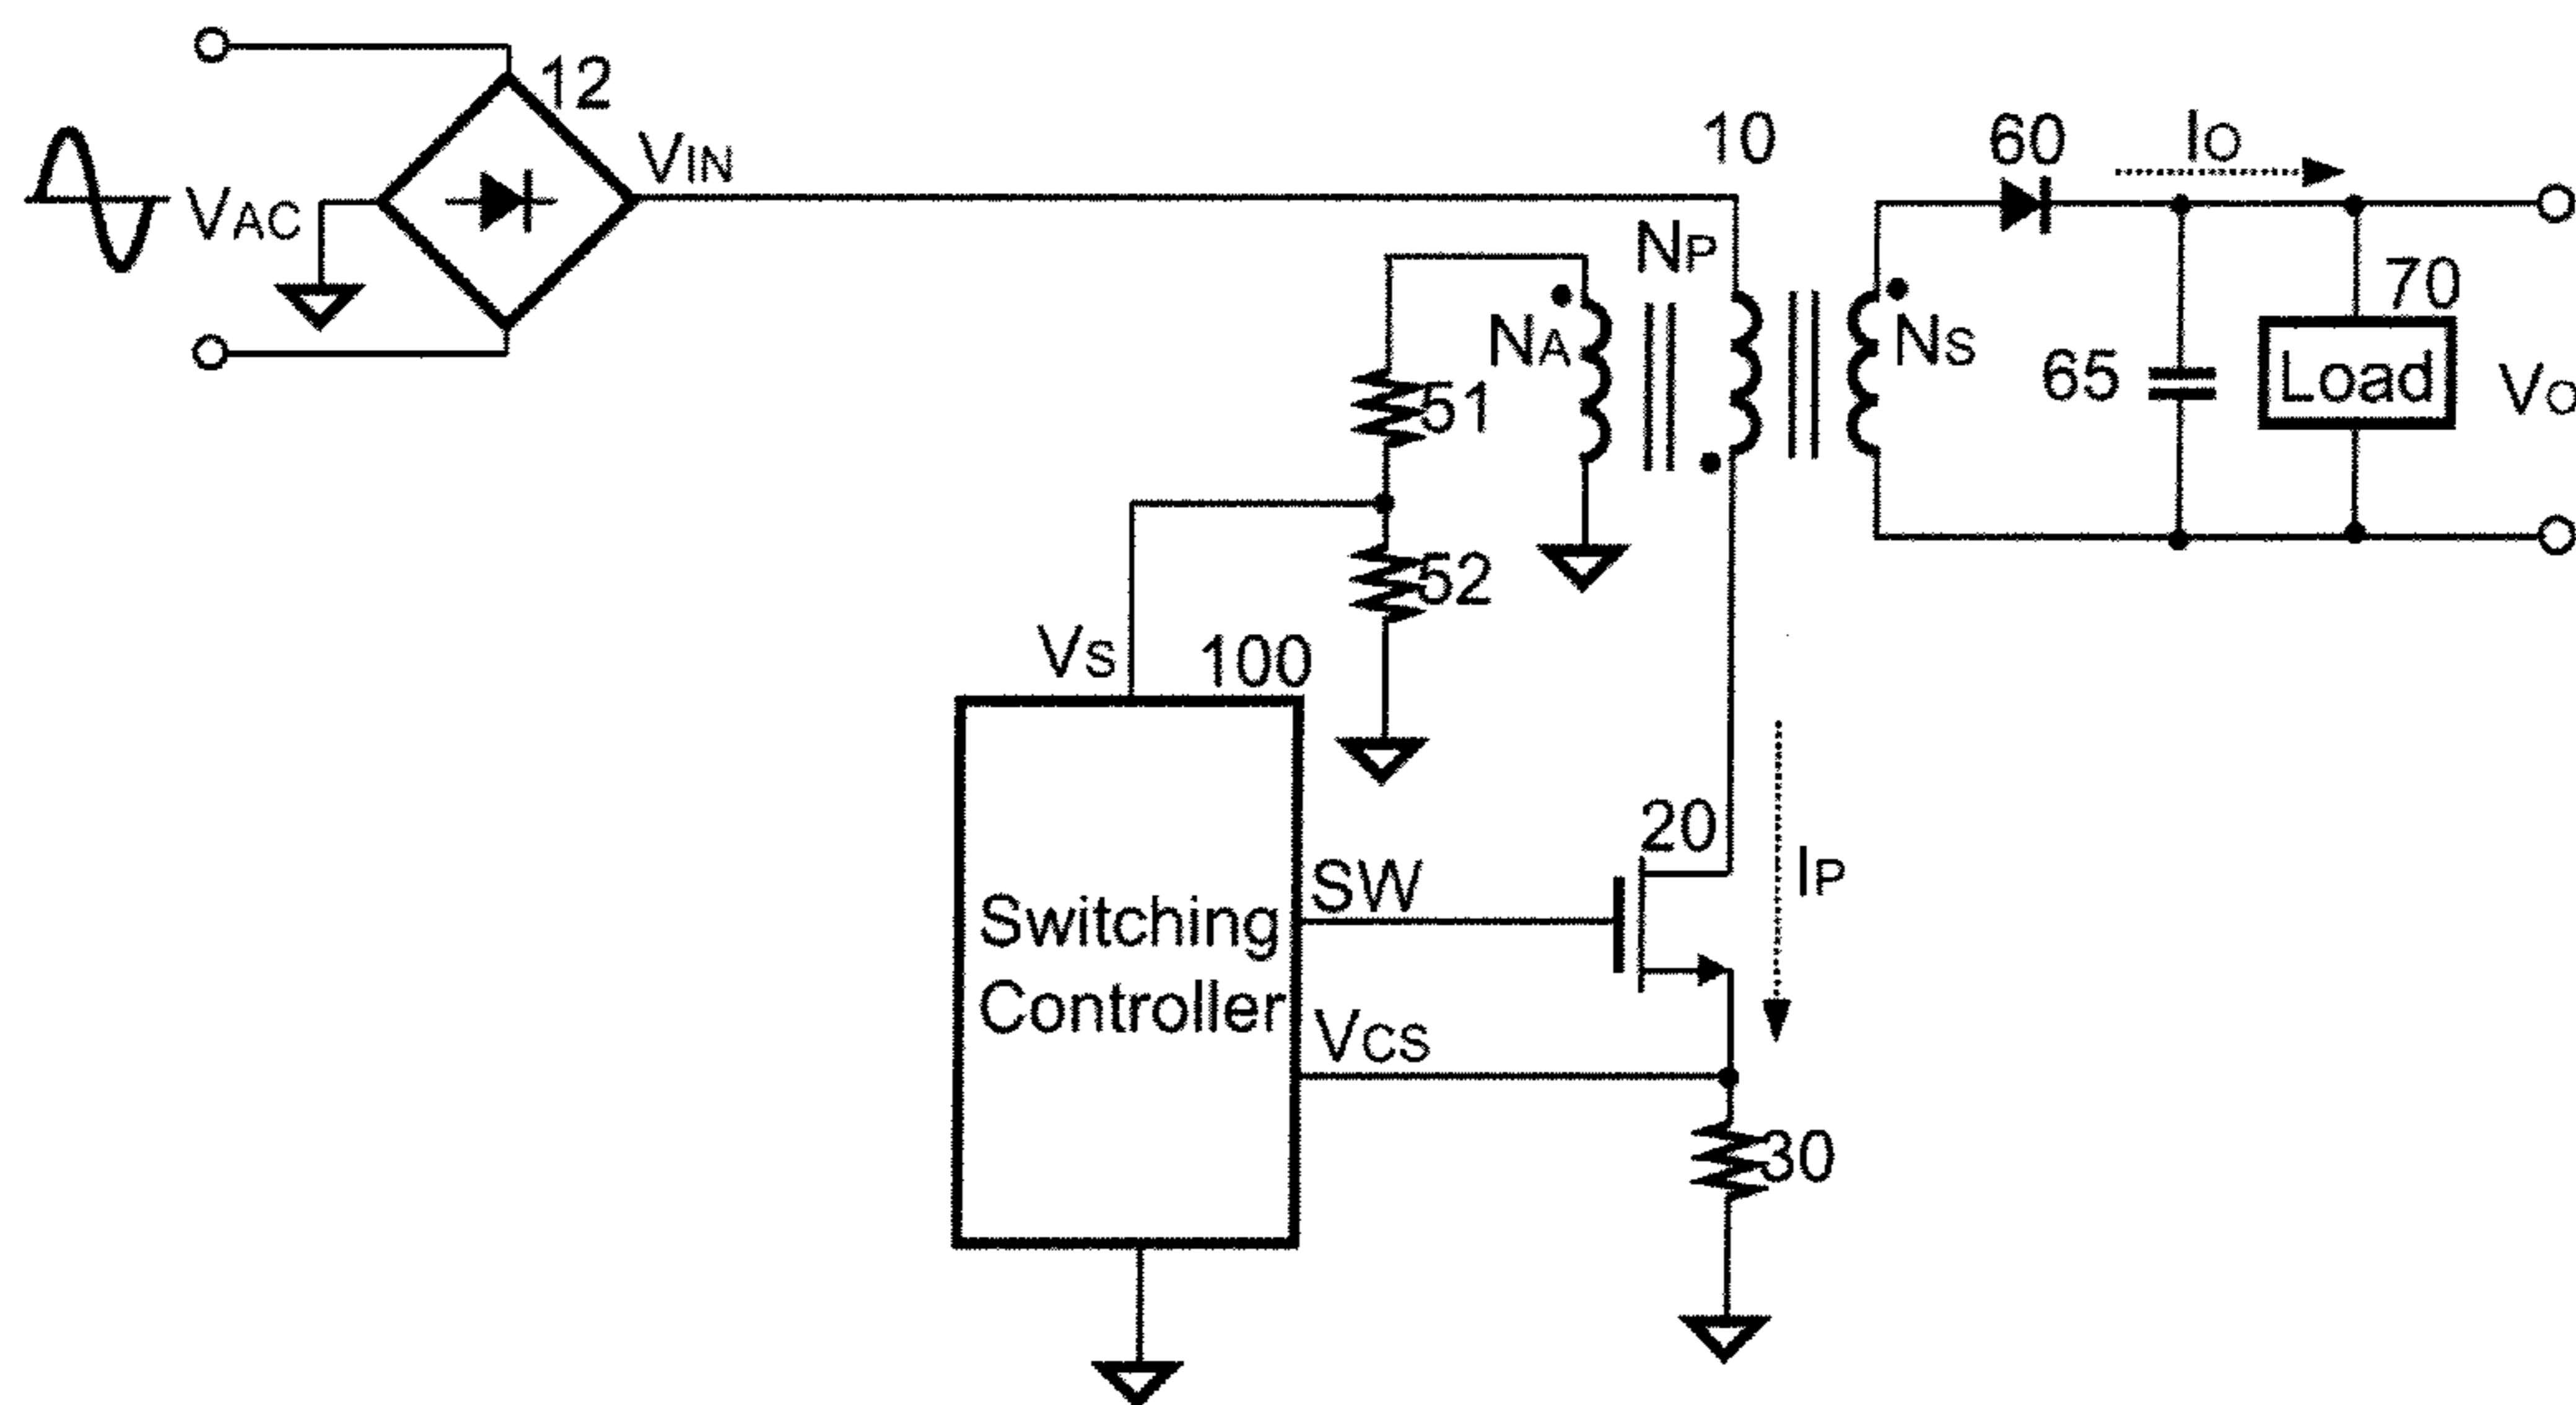 12
VAC
VIN
10
60
IO
NP
NA
NS
51
65
70
Load
VO
52
VS
100
20
SW
IP
Switching
Controller
VCS
30